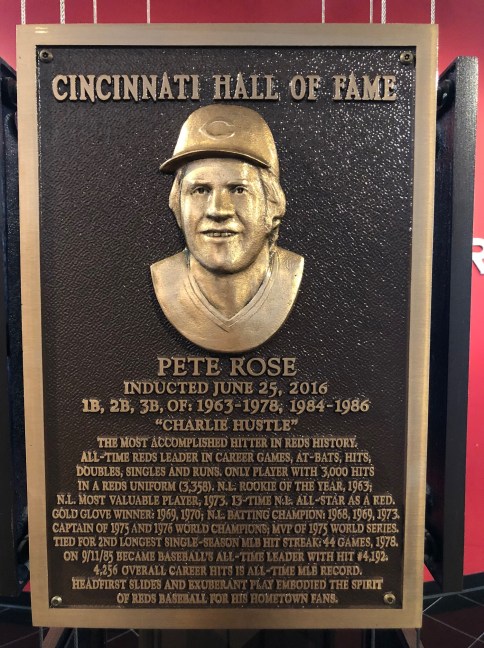 CINCINNATI HALL OF FAME
C
PETE ROSE
INDUCTED JUNE 25, 2016
1B, 2B, 3B, OF: 1963-1978; 1984-1986
"CHARLIE HUSTLE"
THE MOST ACCOMPLISHED HITTER IN REDS HISTORY.
ALL-TIME REDS LEADER IN CAREER GAMES, AT-BATS, HITS,
DOUBLES, SINGLES AND RUNS. ONLY PLAYER WITH 3,000 HITS
IN A REDS UNIFORM (3,358). N.L. ROOKIE OF THE YEAR, 1963;
N.L. MOST VALUABLE PLAYER, 1973. 13-TIME N.L. ALL-STAR AS A RED.
GOLD GLOVE WINNER: 1969, 1970; N.L. BATTING CHAMPION: 1968, 1969, 1973.
CAPTAIN OF 1975 AND 1976 WORLD CHAMPIONS; MVP OF 1975 WORLD SERIES.
TIED FOR 2ND LONGEST SINGLE-SEASON MLB HIT STREAK: 44 GAMES, 1978.
ON 9/11/85 BECAME BASEBALL'S ALL-TIME LEADER WITH HIT #4,192;
4,256 OVERALL CAREER HITS IS ALL-TIME MLB RECORD.
HEADFIRST SLIDES AND EXUBERANT PLAY EMBODIED THE SPIRIT
OF REDS BASEBALL FOR HIS HOMETOWN FANS.
R